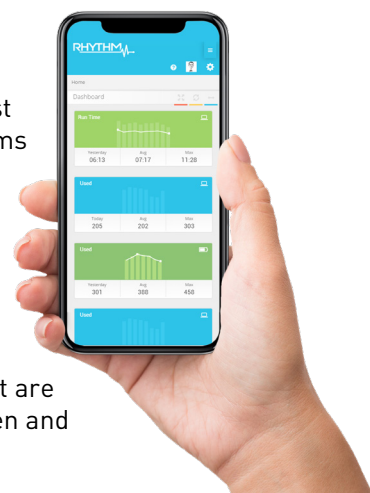 RHYTHM
Home
Dashboard
st
ms
Run Time
Yesterday Avg Max
06:13 07:17 11:28
Used
Today Avg Max
205 202 303
Used
Yesterday Avg Max
301 380 458
Used
t are
en and